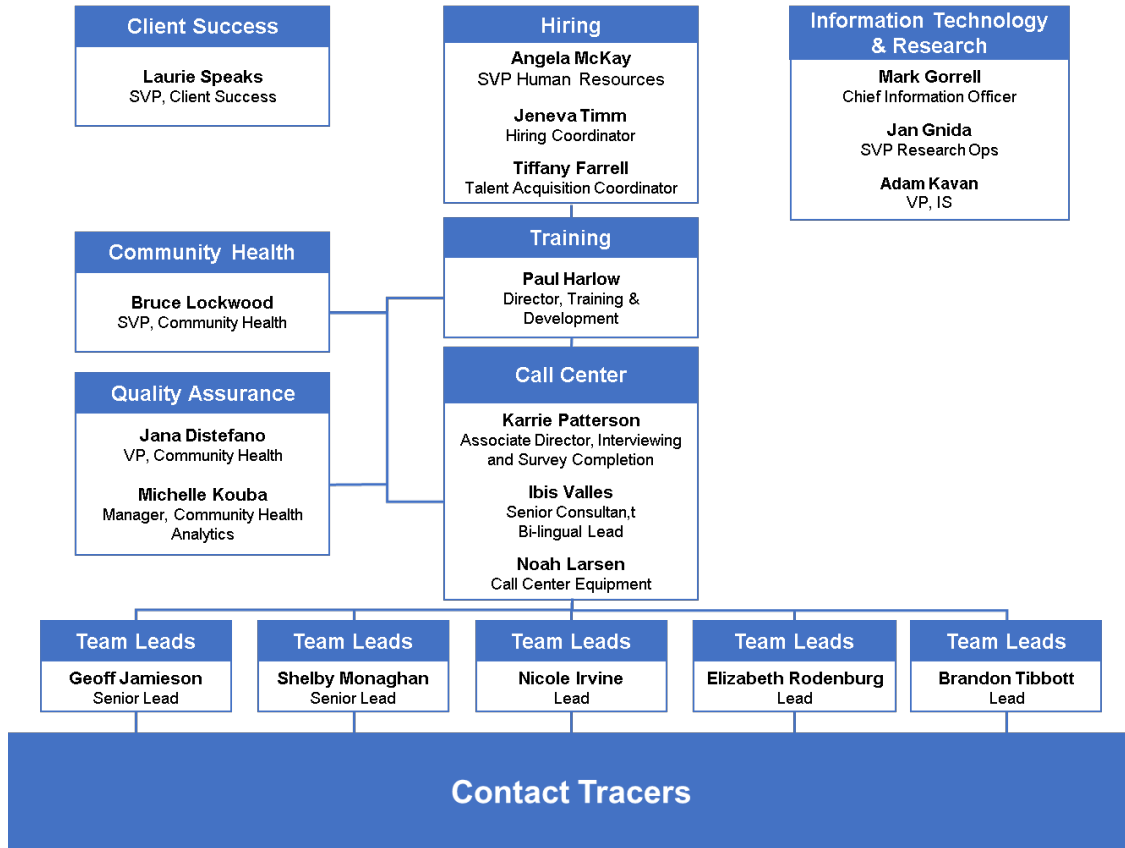 Client Success
Laurie Speaks
SVP, Client Success
Hiring
Angela McKay
SVP Human Resources
Jeneva Timm
Hiring Coordinator
Tiffany Farrell
Talent Acquisition Coordinator
Information Technology
& Research
Mark Gorrell
Chief Information Officer
Jan Gnida
SVP Research Ops
Adam Kavan
VP, IS
Community Health
Bruce Lockwood
SVP, Community Health
Training
Paul Harlow
Director, Training &
Development
Quality Assurance
Jana Distefano
VP, Community Health
Michelle Kouba
Manager, Community Health
Analytics
Call Center
Karrie Patterson
Associate Director, Interviewing
and Survey Completion
Ibis Valles
Senior Consultan,t
Bi-lingual Lead
Noah Larsen
Call Center Equipment
Team Leads
Geoff Jamieson
Senior Lead
Team Leads
Shelby Monaghan
Senior Lead
Team Leads
Nicole Irvine
Lead
Team Leads
Elizabeth Rodenburg
Lead
Team Leads
Brandon Tibbott
Lead
Contact Tracers